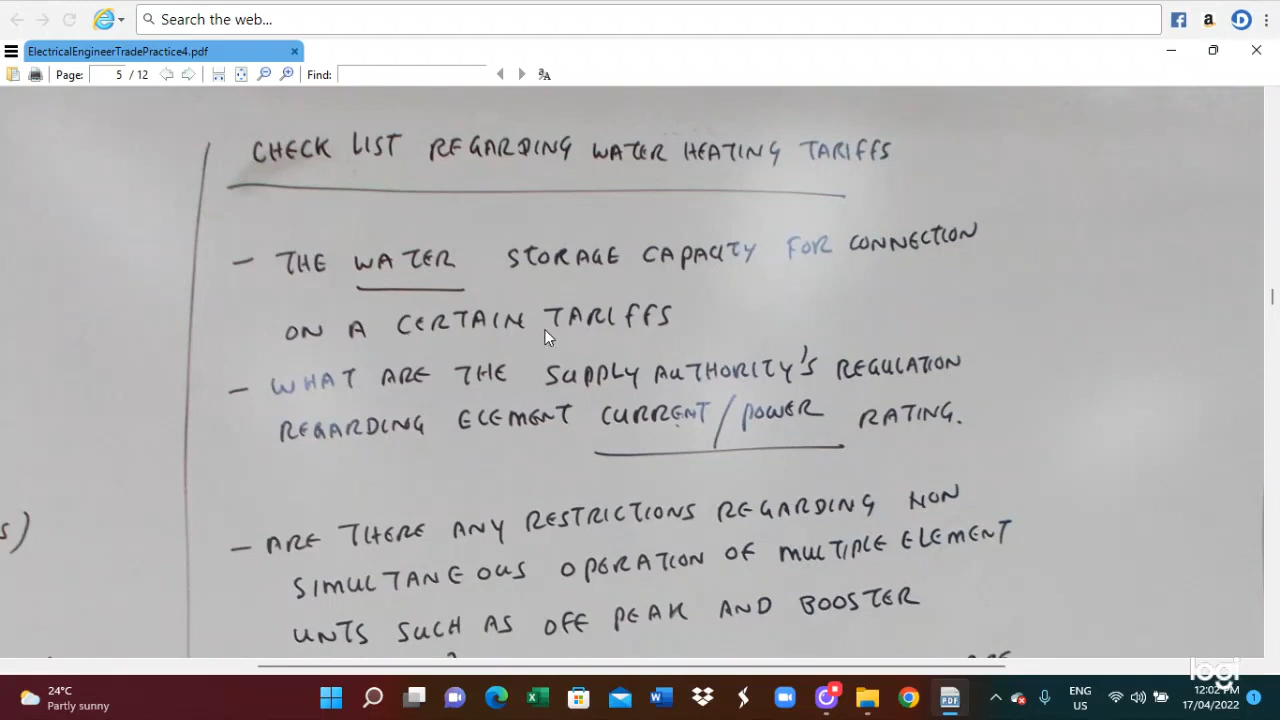 Search the web...
ElectricalEngineerTradePractice4.pdf
Page: 5 / 12 Find:
CHECK LIST REGARDING WATER HEATING TARIFFS
- THE WATER STORAGE CAPACITY FOR CONNECTION
ON A CERTAIN TARIFFS
- WHAT ARE THE SUPPLY AUTHORITY'S REGULATION
REGARDING ELEMENT CURRENT/POWER RATING.
s)
- ARE THERE ANY RESTRICTIONS REGARDING NON
SIMULTANEOUS OPERATION OF MULTIPLE ELEMENT
UNTS SUCH AS OFF PEAK AND BOOSTER
logi
24°C
Partly sunny
ENG
US
12:02 PM
17/04/2022